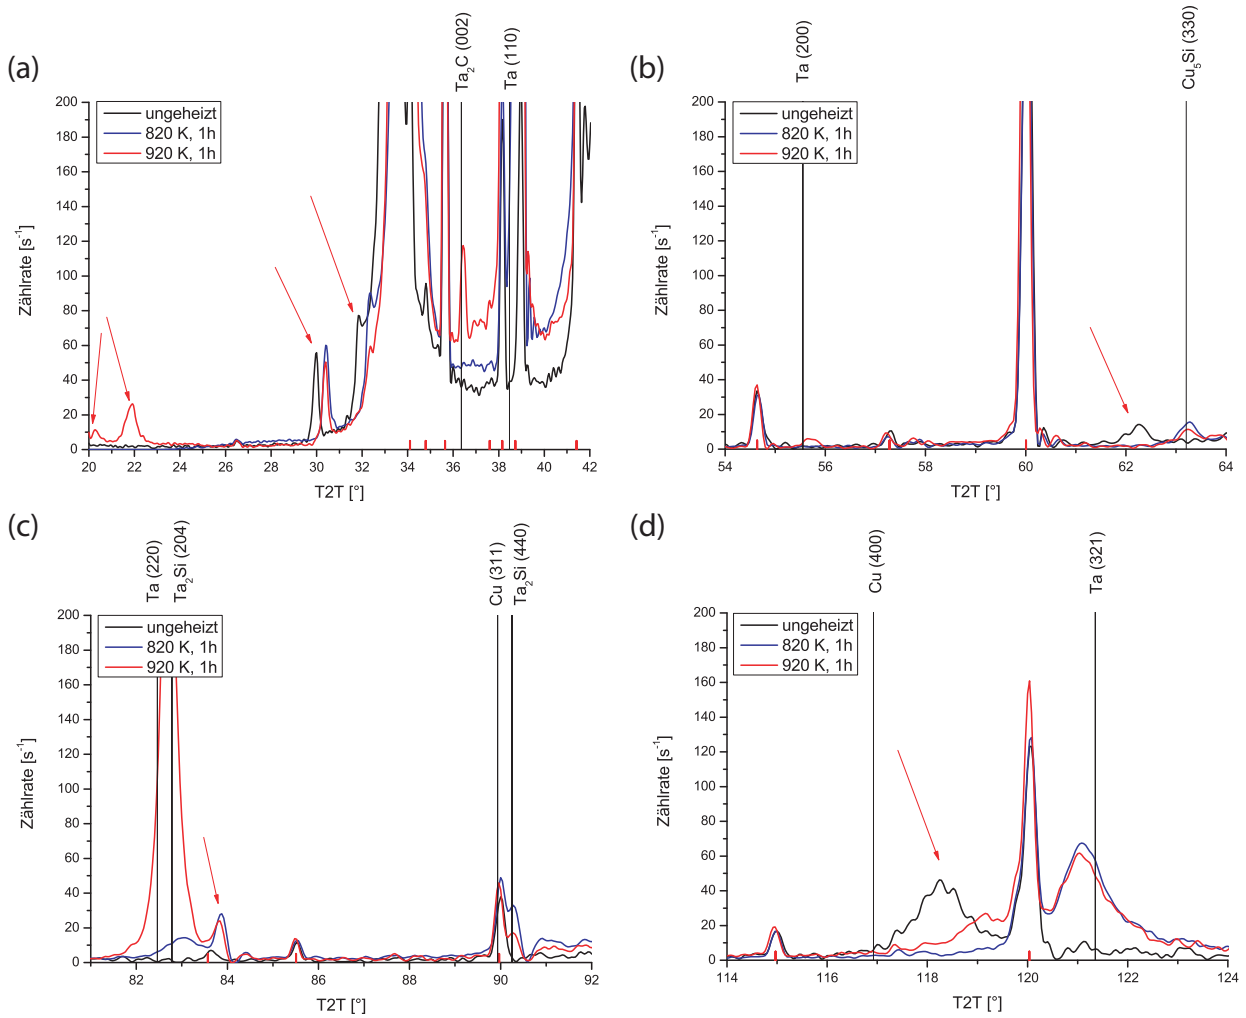 (a)
Ta₂C (002)
Ta (110)
200
180
160
140
120
100
80
60
40
20
0
Zählrate [s⁻¹]
ungeheizt
820 K, 1h
920 K, 1h
20 22 24 26 28 30 32 34 36 38 40 42
T2T [°]
(b)
Ta (200)
Cu₅Si (330)
200
180
160
140
120
100
80
60
40
20
0
Zählrate [s⁻¹]
ungeheizt
820 K, 1h
920 K, 1h
54 56 58 60 62 64
T2T [°]
(c)
Ta (220)
Ta₂Si (204)
Cu (311)
Ta₂Si (440)
200
180
160
140
120
100
80
60
40
20
0
Zählrate [s⁻¹]
ungeheizt
820 K, 1h
920 K, 1h
82 84 86 88 90 92
T2T [°]
(d)
Cu (400)
Ta (321)
200
180
160
140
120
100
80
60
40
20
0
Zählrate [s⁻¹]
ungeheizt
820 K, 1h
920 K, 1h
114 116 118 120 122 124
T2T [°]